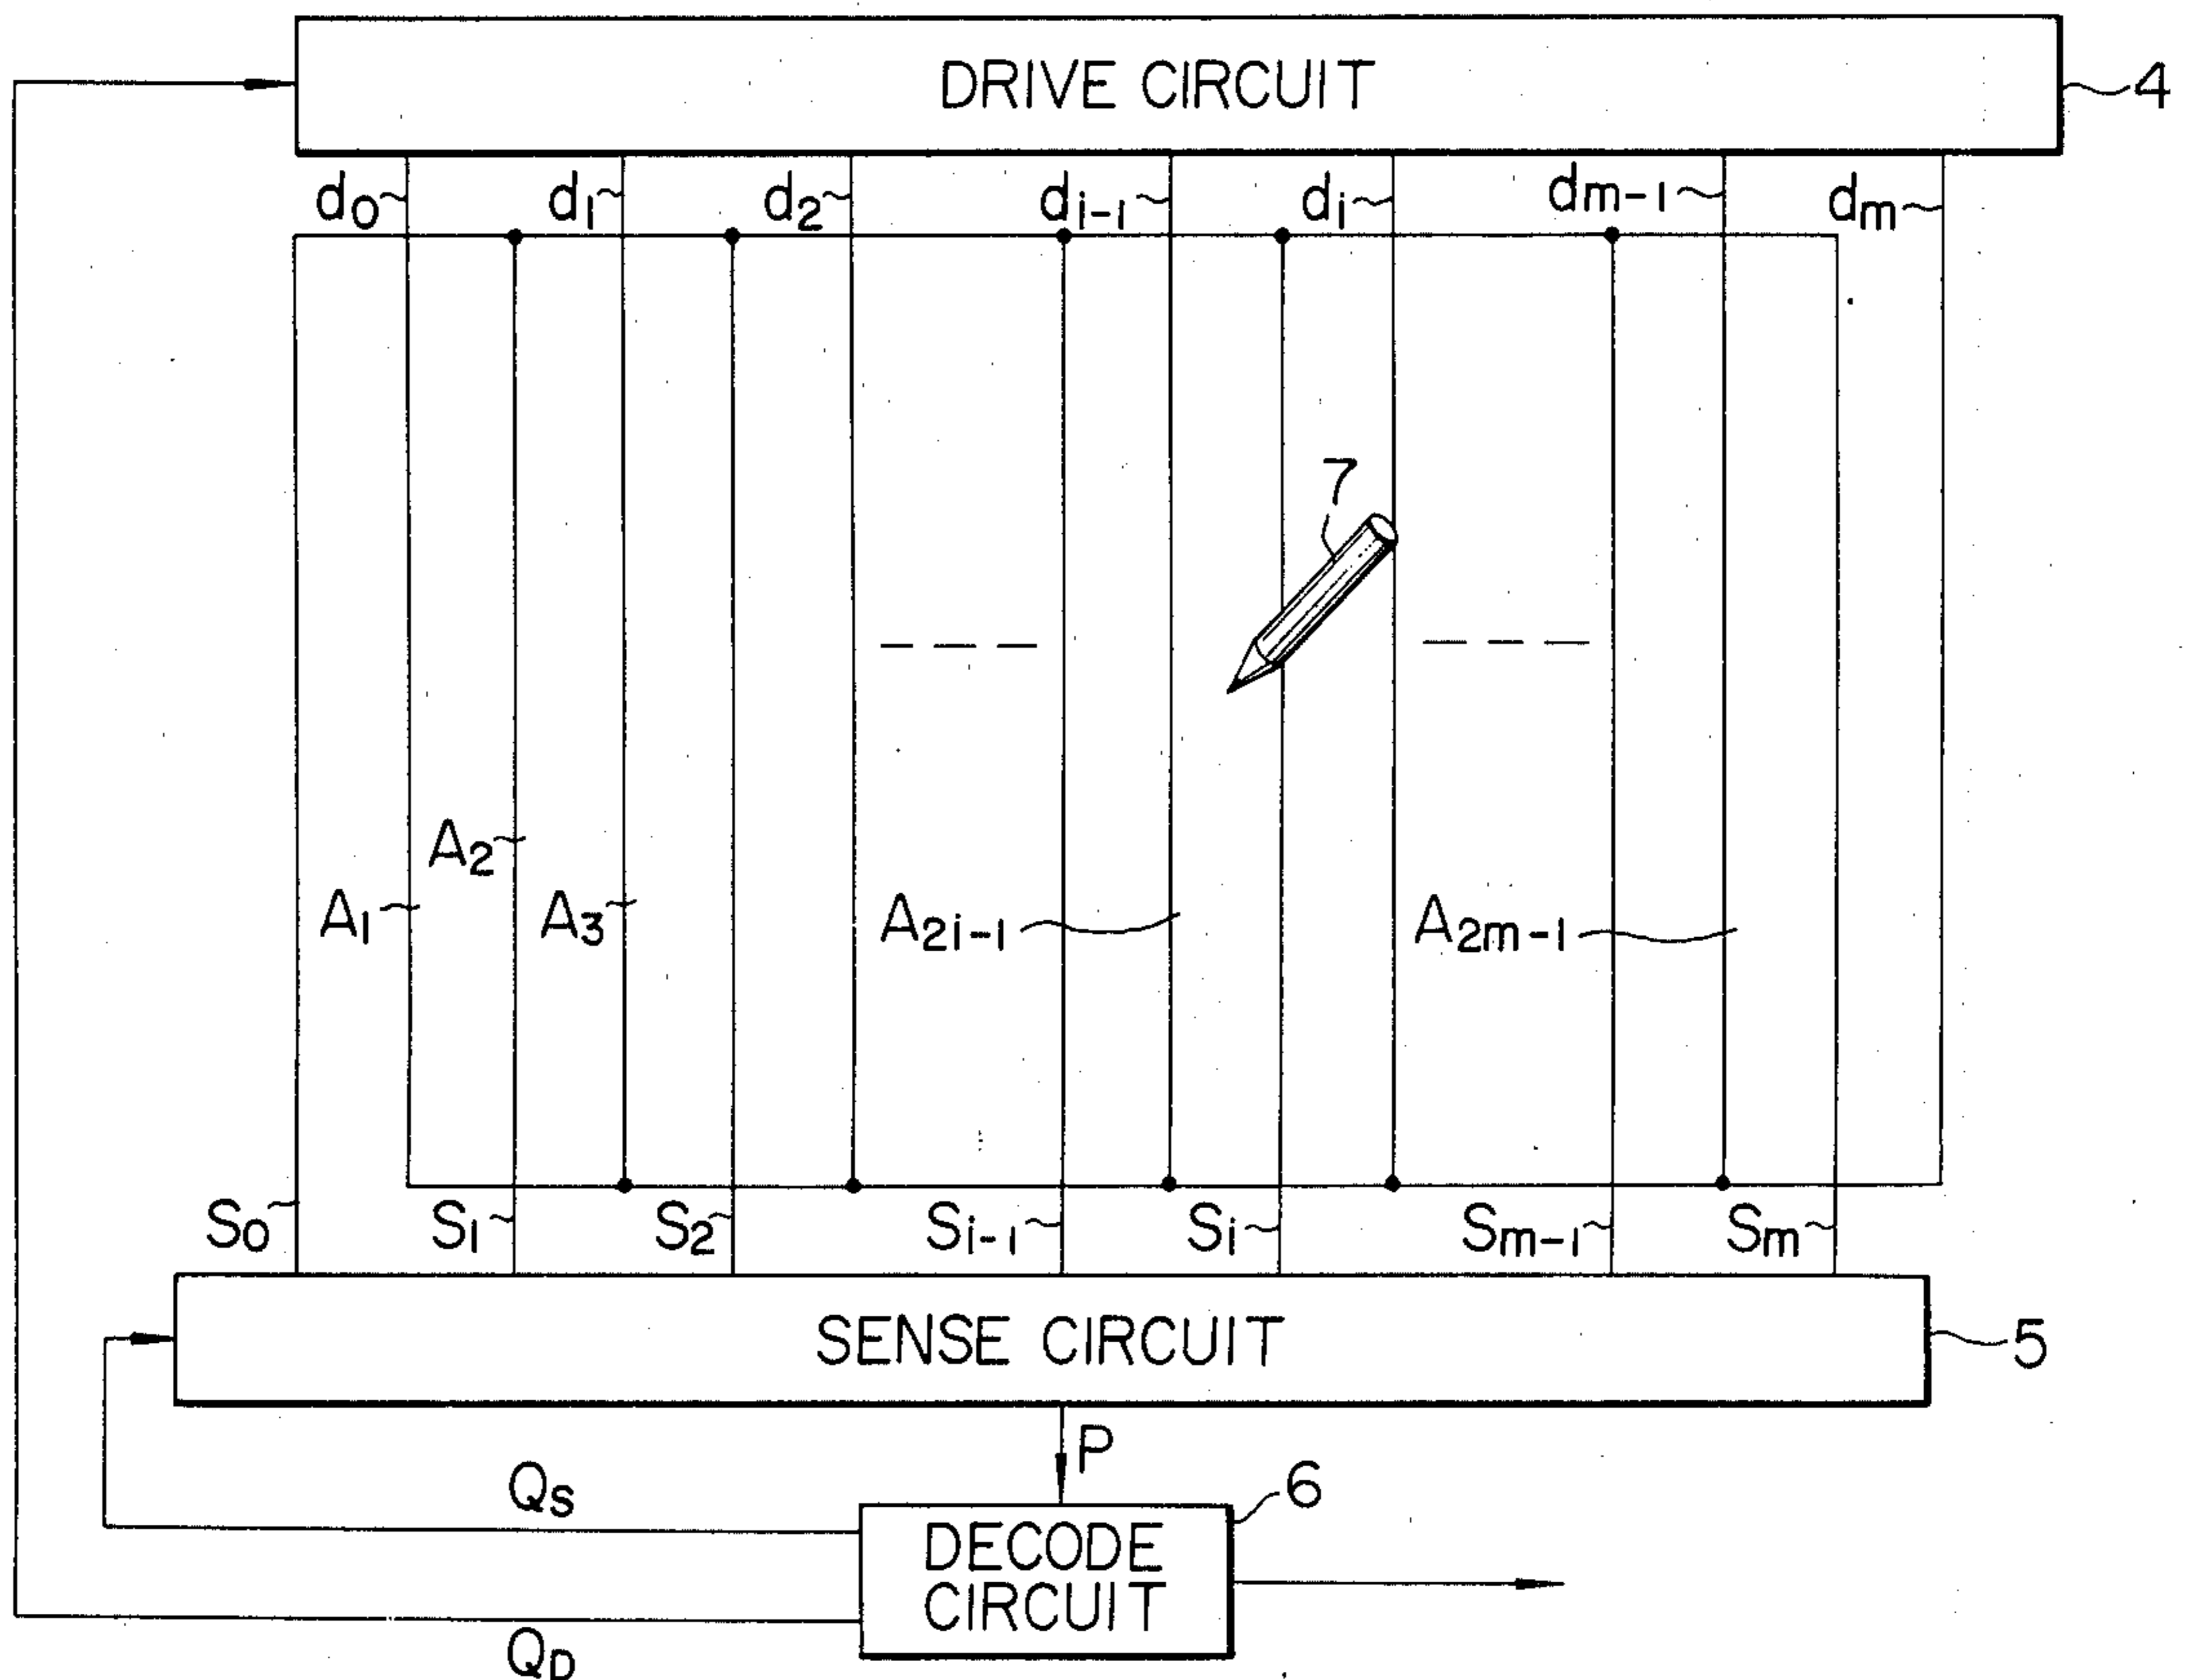 DRIVE CIRCUIT
4
d0 d1 d2 di-1 di dm-1 dm
7
A2
A1 A3 A2i-1 A2m-1
S0 S1 S2 Si-1 Si Sm-1 Sm
SENSE CIRCUIT
5
P
QS
6
DECODE
CIRCUIT
QD